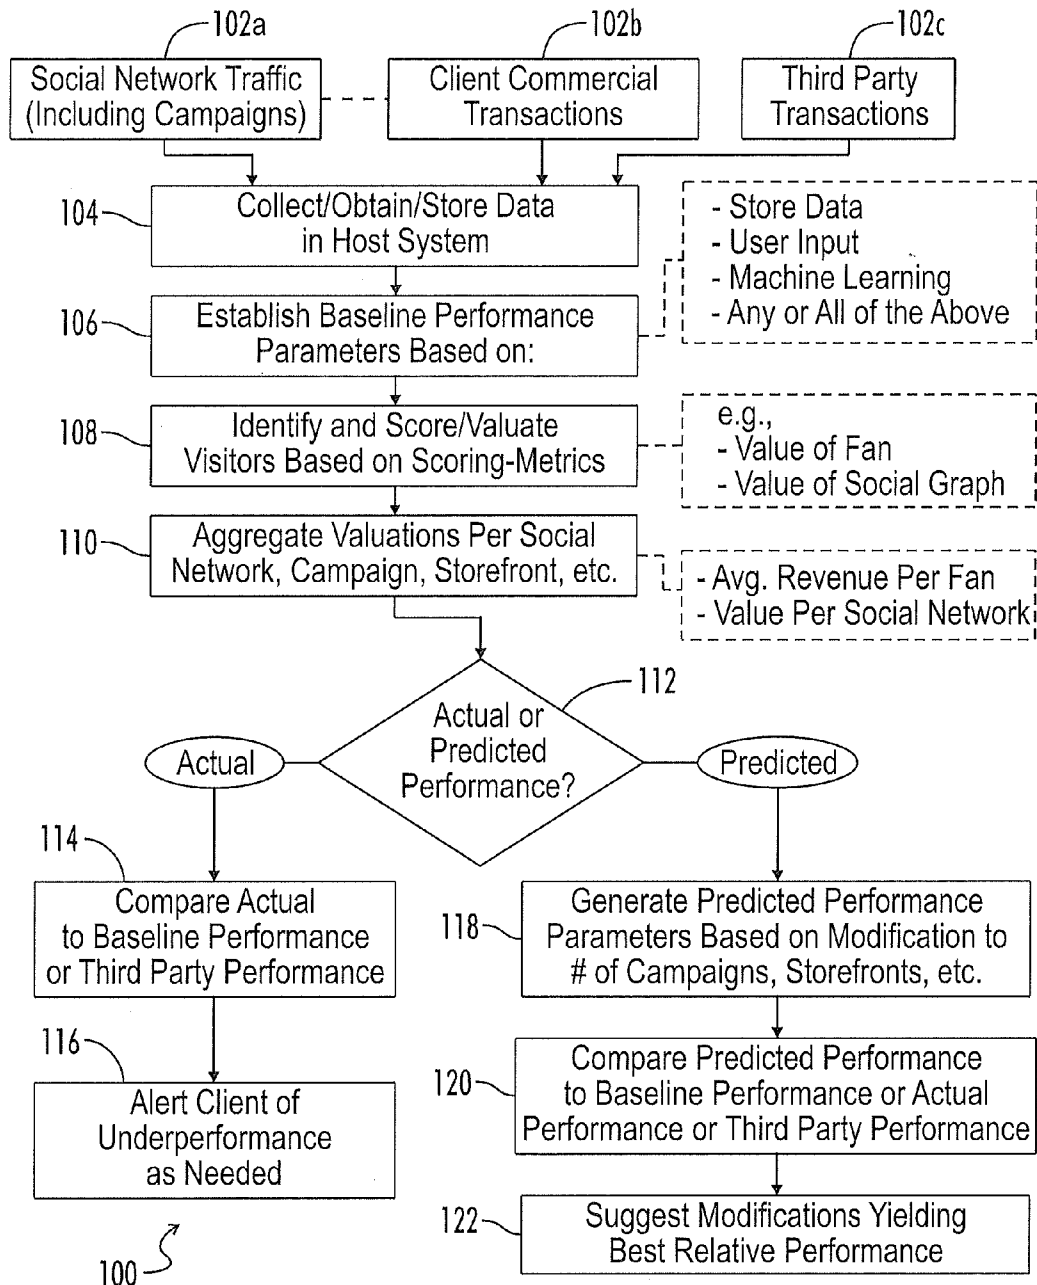 102a
102b
102c
Social Network Traffic
(Including Campaigns)
Client Commercial
Transactions
Third Party
Transactions
104
Collect/Obtain/Store Data
in Host System
- Store Data
- User Input
- Machine Learning
- Any or All of the Above
106
Establish Baseline Performance
Parameters Based on:
108
Identify and Score/Valuate
Visitors Based on Scoring-Metrics
e.g.,
- Value of Fan
- Value of Social Graph
110
Aggregate Valuations Per Social
Network, Campaign, Storefront, etc.
- Avg. Revenue Per Fan
- Value Per Social Network
112
Actual or
Predicted
Performance?
Actual
Predicted
114
Compare Actual
to Baseline Performance
or Third Party Performance
116
Alert Client of
Underperformance
as Needed
118
Generate Predicted Performance
Parameters Based on Modification to
# of Campaigns, Storefronts, etc.
120
Compare Predicted Performance
to Baseline Performance or Actual
Performance or Third Party Performance
122
Suggest Modifications Yielding
Best Relative Performance
100